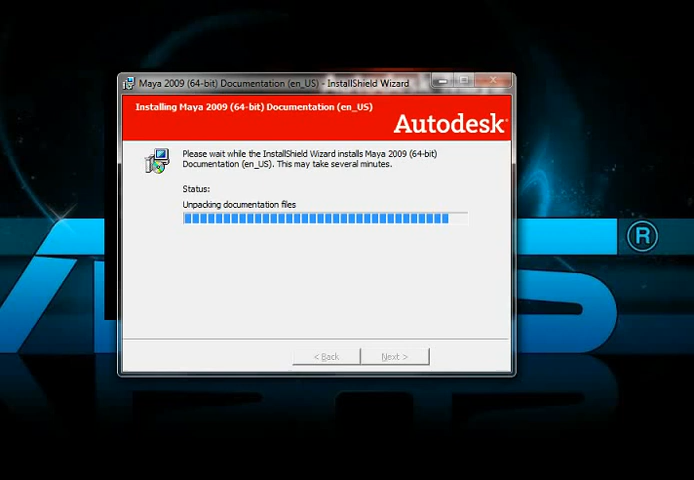 Maya 2009 (64-bit) Documentation (en_US) - InstallShield Wizard
Installing Maya 2009 (64-bit) Documentation (en_US)
Autodesk®
Please wait while the InstallShield Wizard installs Maya 2009 (64-bit)
Documentation (en_US). This may take several minutes.
Status:
Unpacking documentation files
®
< Back
Next >